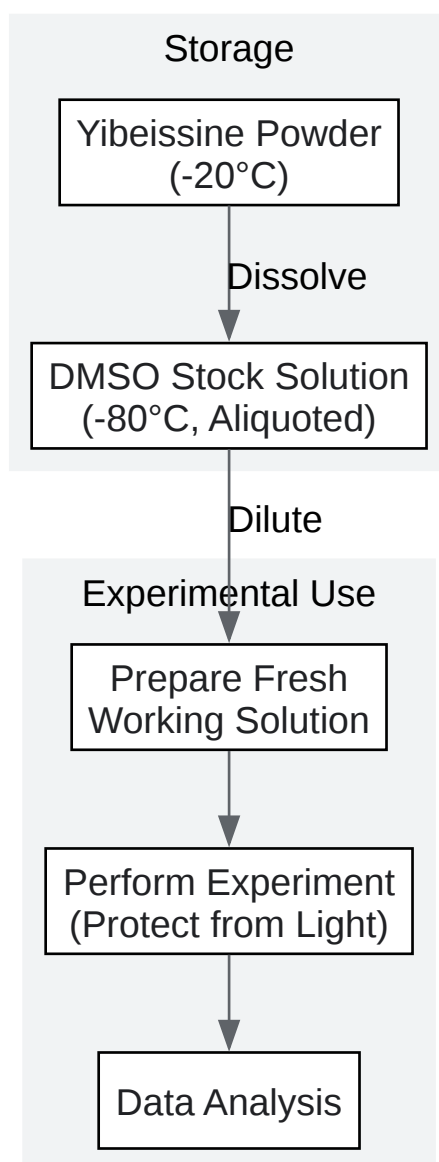 Storage
Yibeissine Powder
(-20°C)
Dissolve
DMSO Stock Solution
(-80°C, Aliquoted)
Dilute
Experimental Use
Prepare Fresh
Working Solution
Perform Experiment
(Protect from Light)
Data Analysis